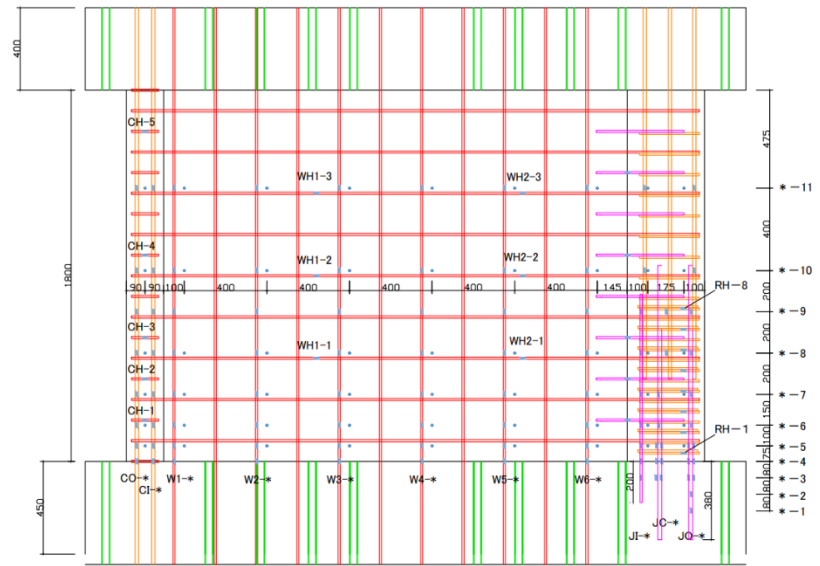 400
CH-5
475
WH1-3
WH2-3
*-11
400
1800
CH-4
WH1-2
WH2-2
*-10
90
90
100
400
400
400
400
400
145
100
175
100
200
RH-8
*-9
CH-3
200
WH1-1
WH2-1
*-8
CH-2
200
*-7
CH-1
150
*-6
RH-1
100
*-5
75
*-4
CO-*
CI-*
W1-*
W2-*
W3-*
W4-*
W5-*
W6-*
200
80
*-3
450
380
80
*-2
JC-*
80
*-1
JI-*
JO-*